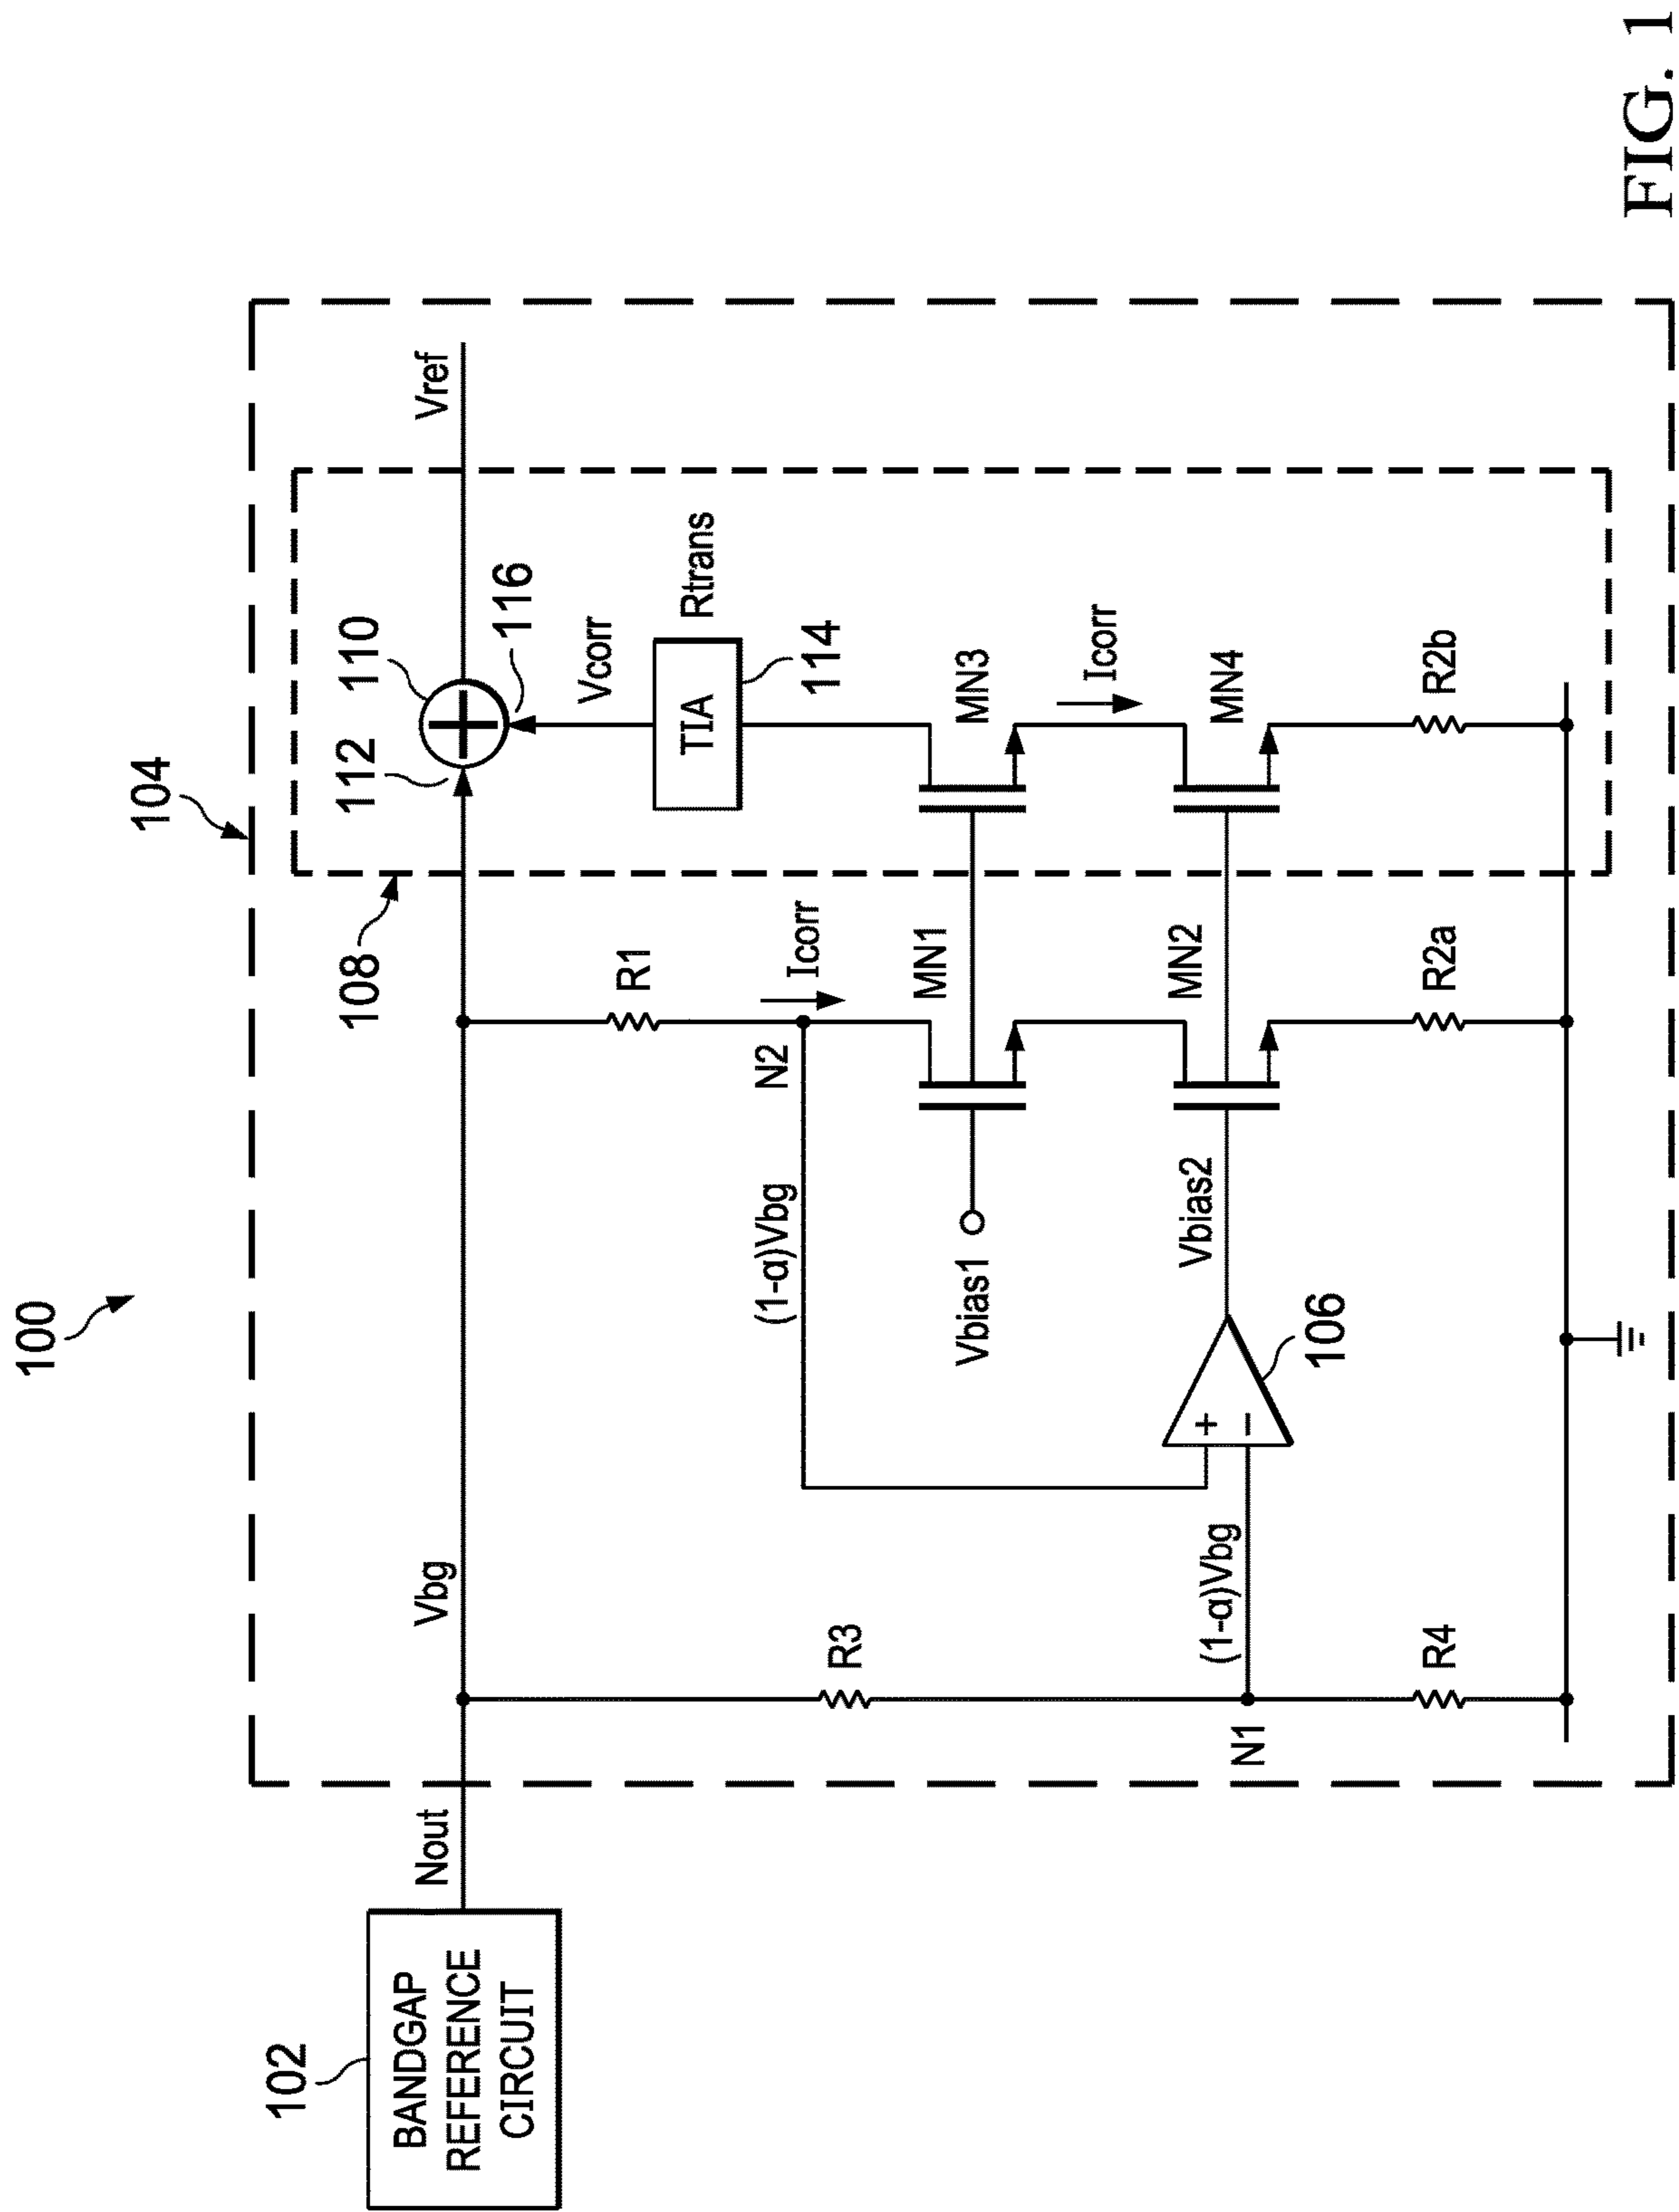 100
104
102
BANDGAP
REFERENCE
CIRCUIT
Nout
Vbg
108
112
110
116
Vref
Vcorr
TIA
Rtrans
114
R1
N2
Icorr
(1-α)Vbg
R3
Vbias1
MN1
MN3
Icorr
(1-α)Vbg
N1
+
-
106
Vbias2
MN2
MN4
R4
R2a
R2b
FIG. 1